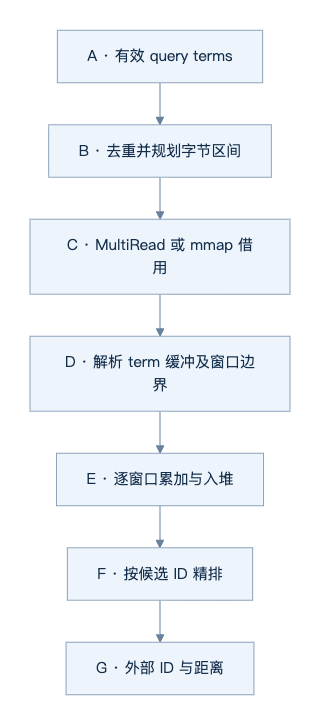 A · 有效 query terms
B · 去重并规划字节区间
C · MultiRead 或 mmap 借
用
D · 解析 term 缓冲及窗口边
界
E · 逐窗口累加与入堆
F · 按候选 ID 精排
G · 外部 ID 与距离